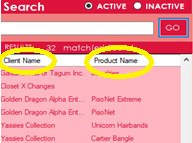 Search ACTIVE INACTIVE
GO
RESULTS: 32
Client Name Product Name
Closet X Changes
Golden Dragon Alpha Ent... PisoNet Extreme
Golden Dragon Alpha Ent... PisoNet
Yassies Collection Unicorn Hairbands
Yassies Collection Cartier Bangle